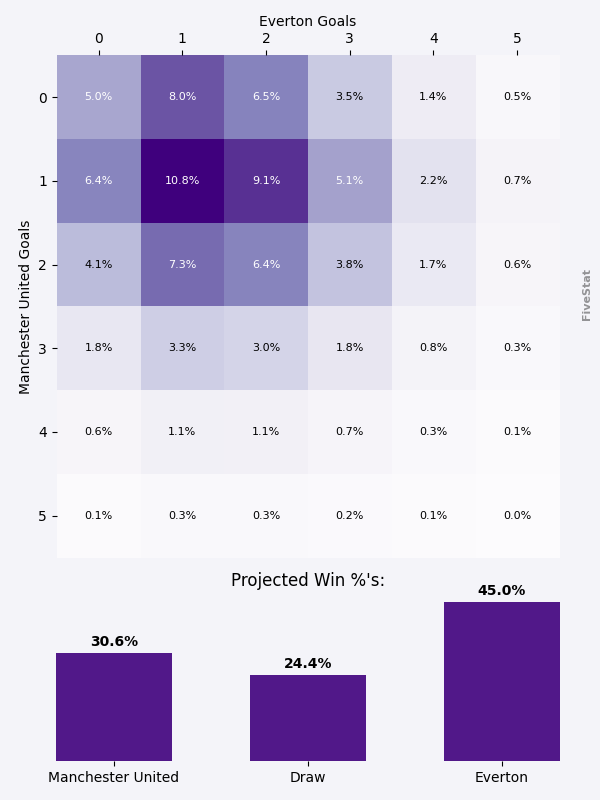 Everton Goals
0 1 2 3 4 5
Manchester United Goals
0 5.0% 8.0% 6.5% 3.5% 1.4% 0.5%
1 6.4% 10.8% 9.1% 5.1% 2.2% 0.7%
2 4.1% 7.3% 6.4% 3.8% 1.7% 0.6%
3 1.8% 3.3% 3.0% 1.8% 0.8% 0.3%
4 0.6% 1.1% 1.1% 0.7% 0.3% 0.1%
5 0.1% 0.3% 0.3% 0.2% 0.1% 0.0%
FiveStat
Projected Win %'s:
30.6% 24.4% 45.0%
Manchester United Draw Everton